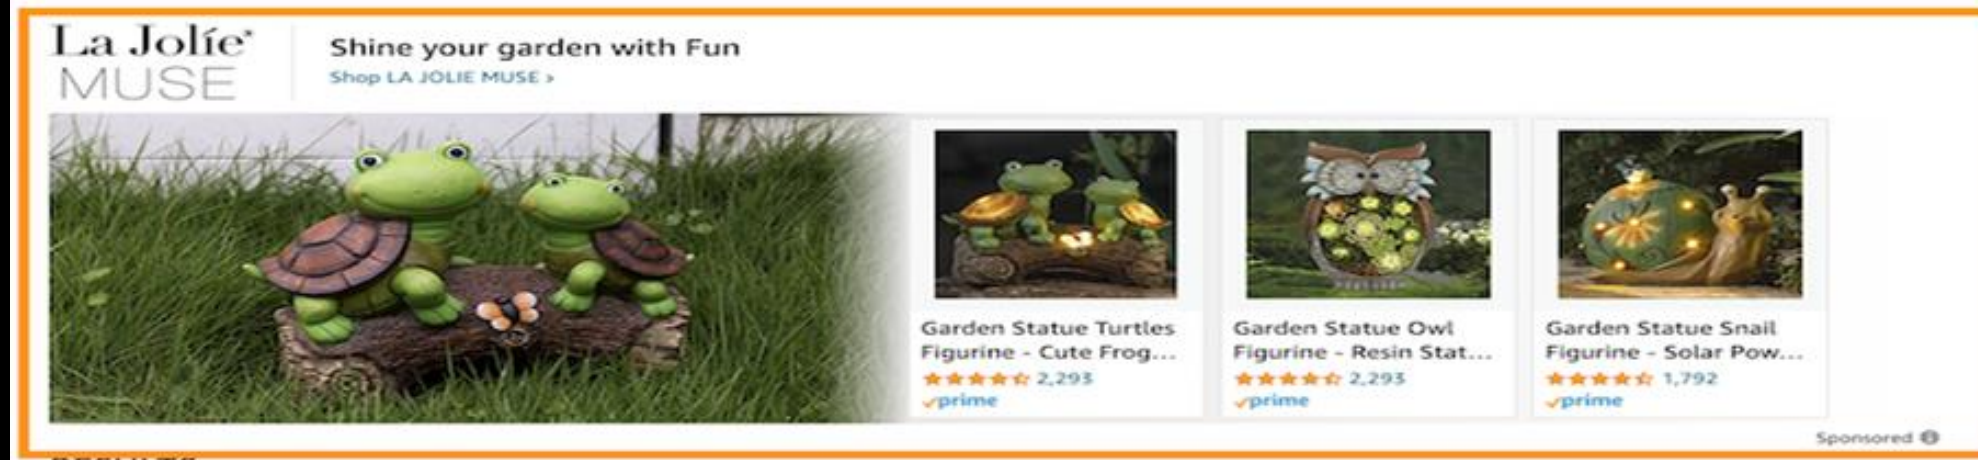 La Jolíe®
MUSE
Shine your garden with Fun
Shop LA JOLIE MUSE ›
Garden Statue Turtles
Figurine - Cute Frog...
2,293
prime
Garden Statue Owl
Figurine - Resin Stat...
2,293
prime
Garden Statue Snail
Figurine - Solar Pow...
1,792
prime
Sponsored